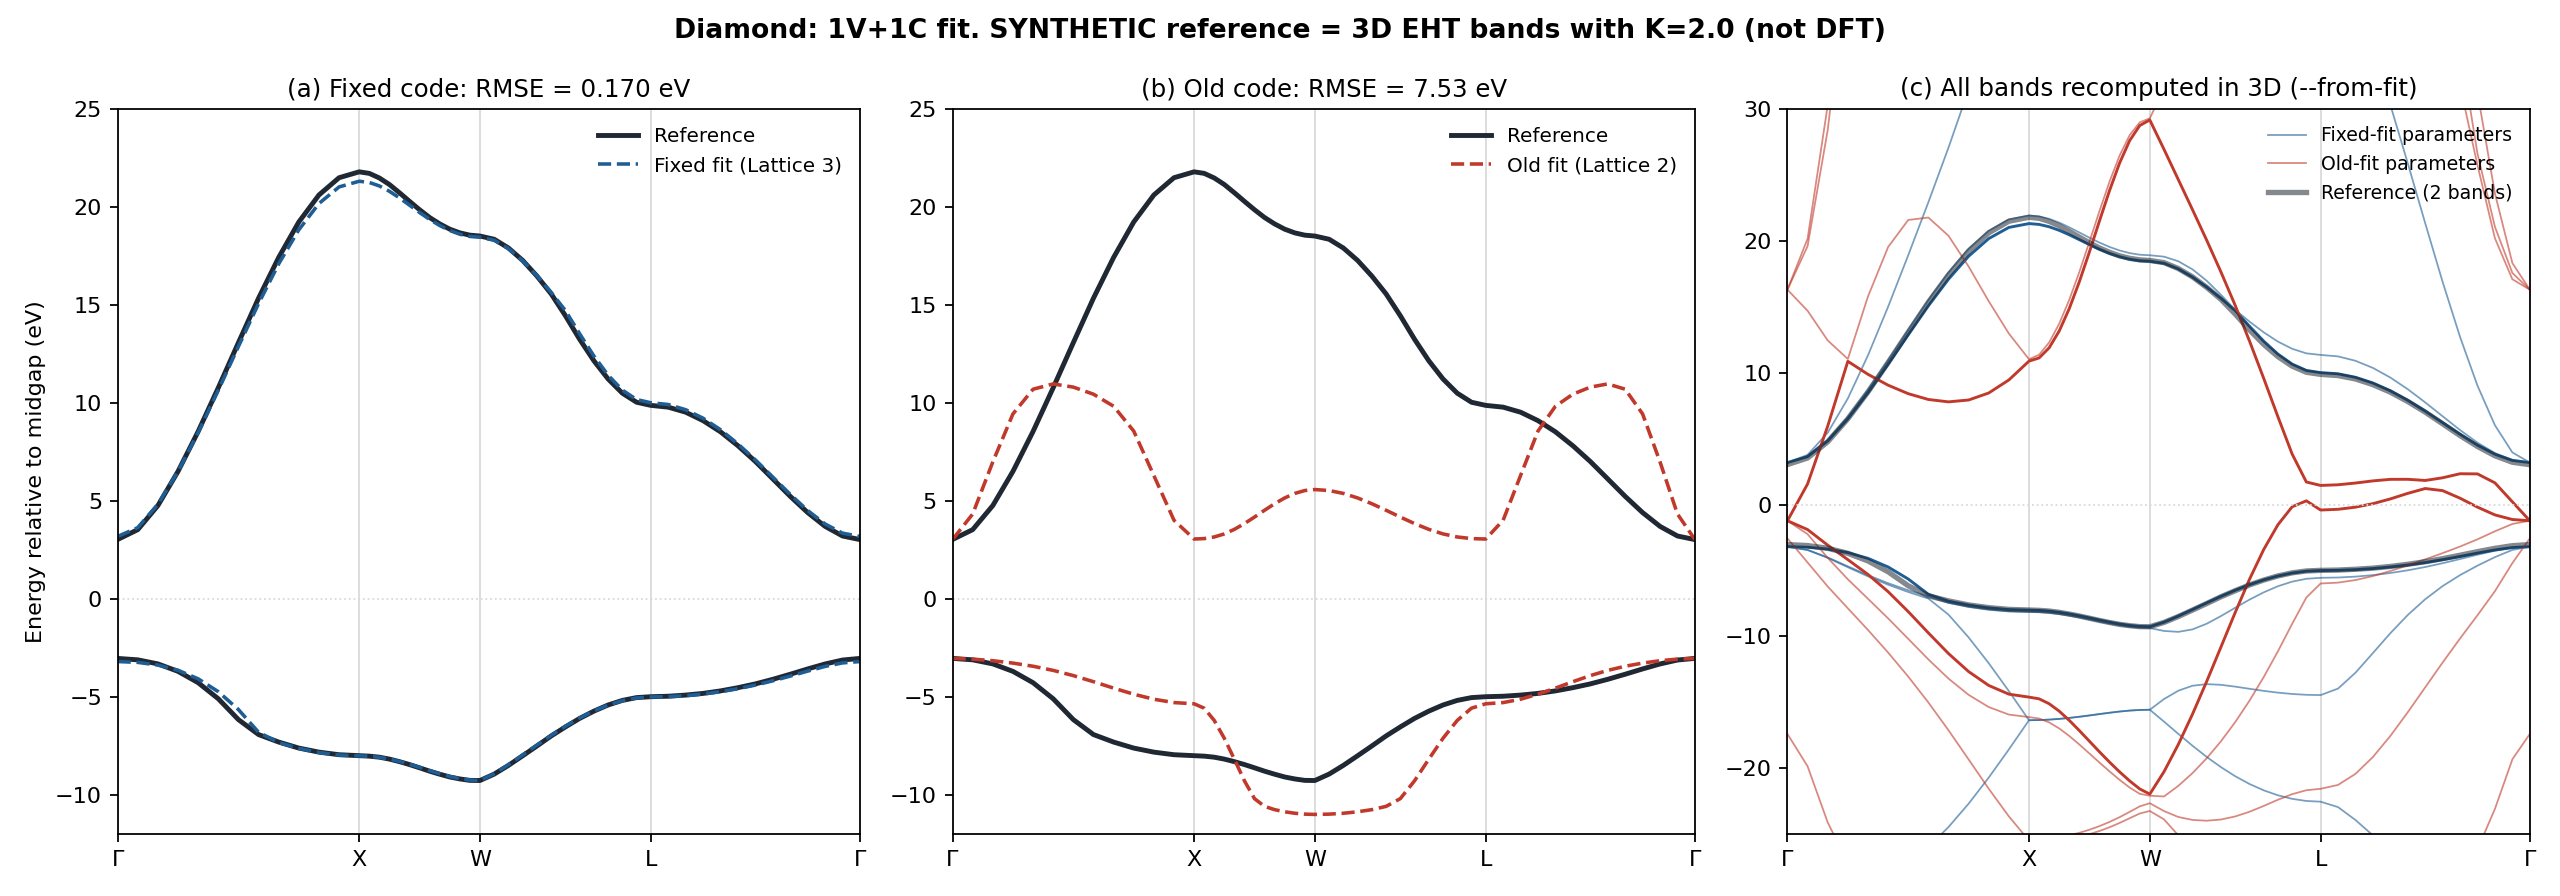 Diamond: 1V+1C fit. SYNTHETIC reference = 3D EHT bands with K=2.0 (not DFT)
(a) Fixed code: RMSE = 0.170 eV
Energy relative to midgap (eV)
25
20
15
10
5
0
−5
−10
Reference
Fixed fit (Lattice 3)
Γ X W L Γ
(b) Old code: RMSE = 7.53 eV
25
20
15
10
5
0
−5
−10
Reference
Old fit (Lattice 2)
Γ X W L Γ
(c) All bands recomputed in 3D (--from-fit)
30
20
10
0
−10
−20
Fixed-fit parameters
Old-fit parameters
Reference (2 bands)
Γ X W L Γ